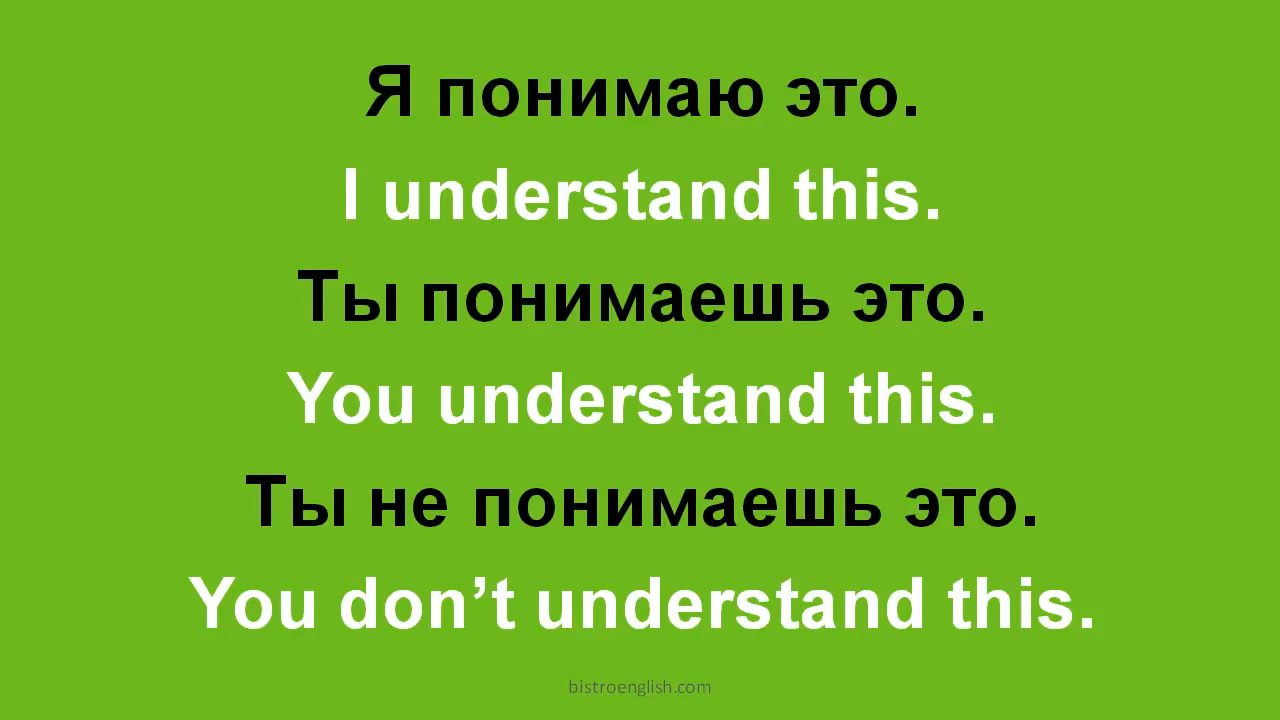 Я понимаю это.
I understand this.
Ты понимаешь это.
You understand this.
Ты не понимаешь это.
You don’t understand this.
bistroenglish.com